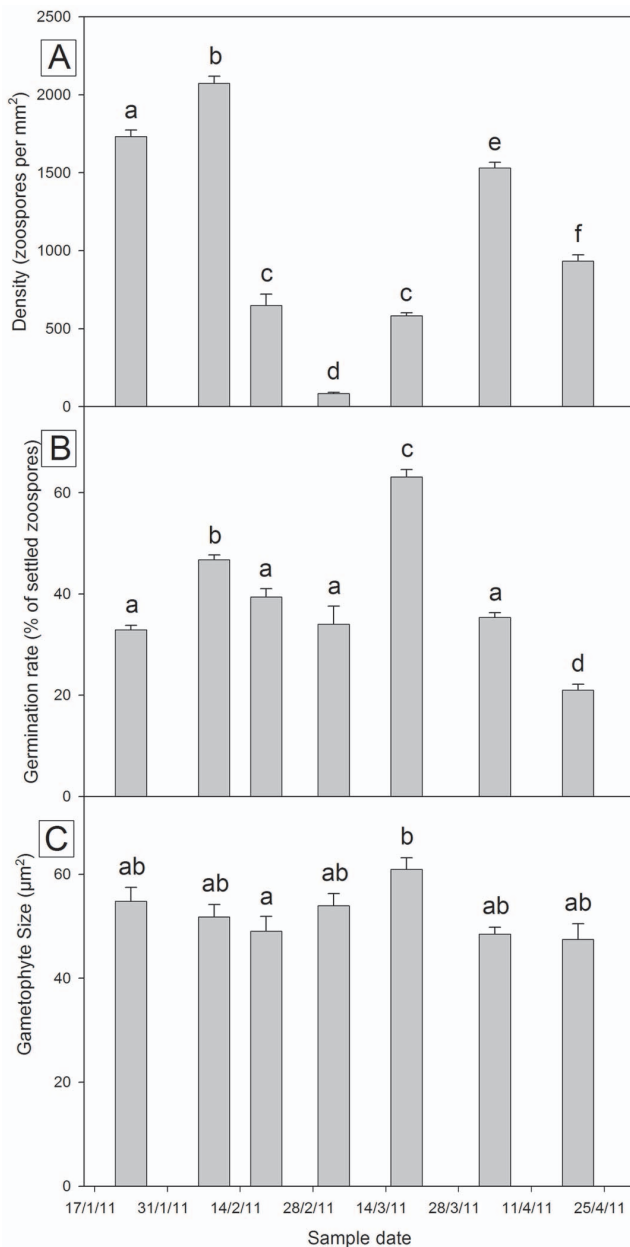 A
Density (zoospores per mm²)
2500
2000
1500
1000
500
0
a
b
c
d
c
e
f
B
Germination rate (% of settled zoospores)
60
40
20
0
a
b
a
a
c
a
d
C
Gametophyte Size (µm²)
60
40
20
0
ab
ab
a
ab
b
ab
ab
17/1/11 31/1/11 14/2/11 28/2/11 14/3/11 28/3/11 11/4/11 25/4/11
Sample date